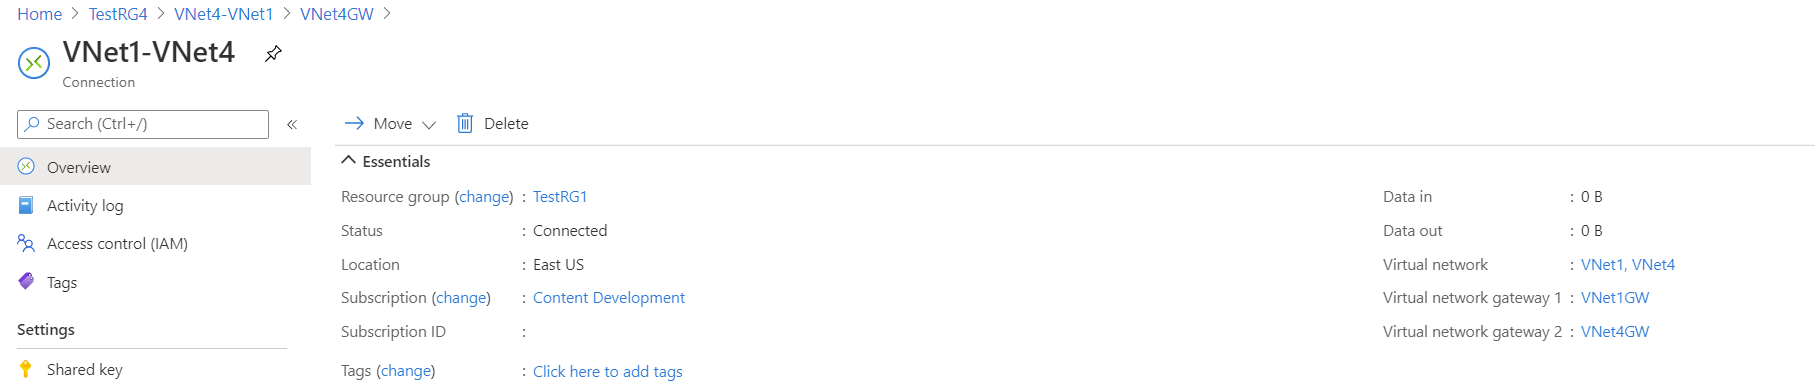 Home > TestRG4 > VNet4-VNet1 > VNet4GW >
VNet1-VNet4
Connection
Search (Ctrl+/)
«
Overview
Activity log
Access control (IAM)
Tags
Settings
Shared key
Move
Delete
Essentials
Resource group (change) : TestRG1
Status : Connected
Location : East US
Subscription (change) : Content Development
Subscription ID :
Tags (change) : Click here to add tags
Data in : 0 B
Data out : 0 B
Virtual network : VNet1, VNet4
Virtual network gateway 1 : VNet1GW
Virtual network gateway 2 : VNet4GW